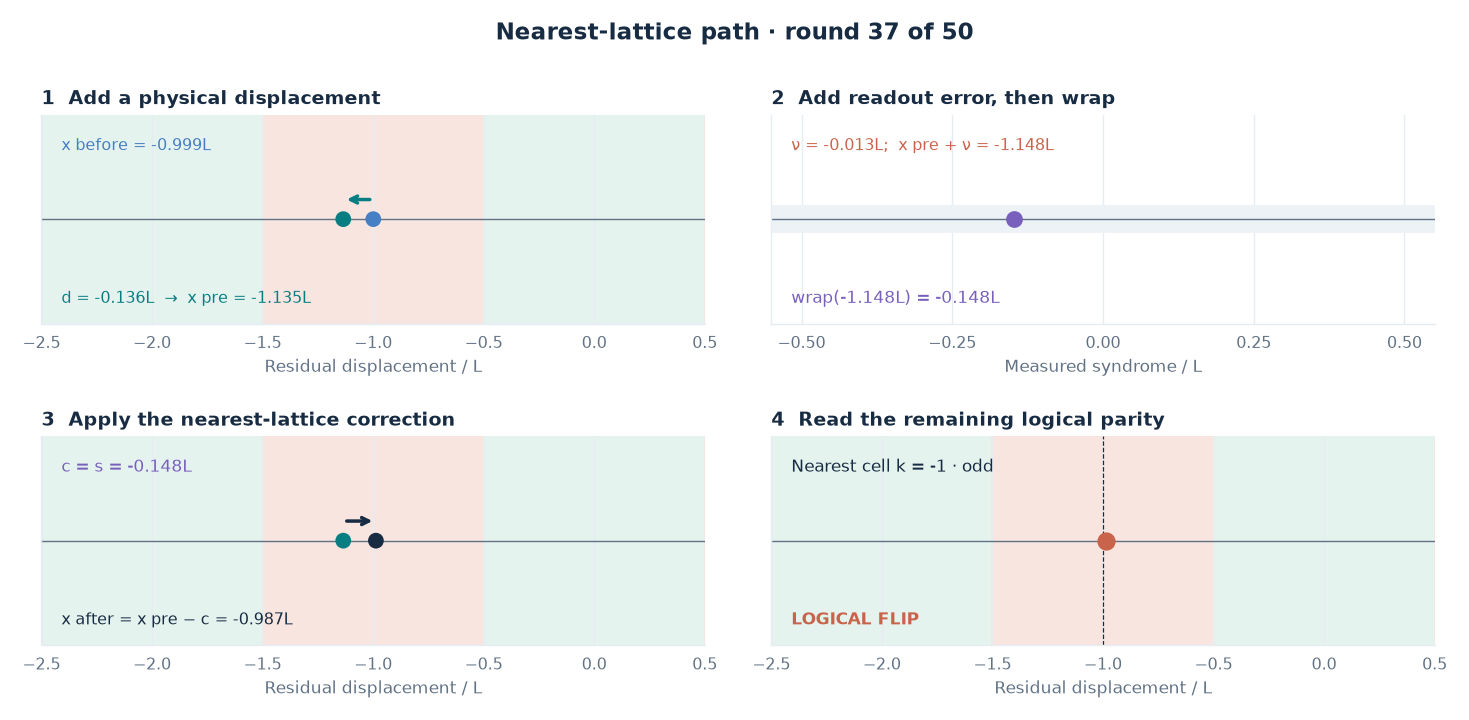 Nearest-lattice path · round 37 of 50
1 Add a physical displacement
x before = -0.999L
d = -0.136L → x pre = -1.135L
−2.5 −2.0 −1.5 −1.0 −0.5 0.0 0.5
Residual displacement / L
2 Add readout error, then wrap
ν = -0.013L; x pre + ν = -1.148L
wrap(-1.148L) = -0.148L
−0.50 −0.25 0.00 0.25 0.50
Measured syndrome / L
3 Apply the nearest-lattice correction
c = s = -0.148L
x after = x pre − c = -0.987L
−2.5 −2.0 −1.5 −1.0 −0.5 0.0 0.5
Residual displacement / L
4 Read the remaining logical parity
Nearest cell k = -1 · odd
LOGICAL FLIP
−2.5 −2.0 −1.5 −1.0 −0.5 0.0 0.5
Residual displacement / L